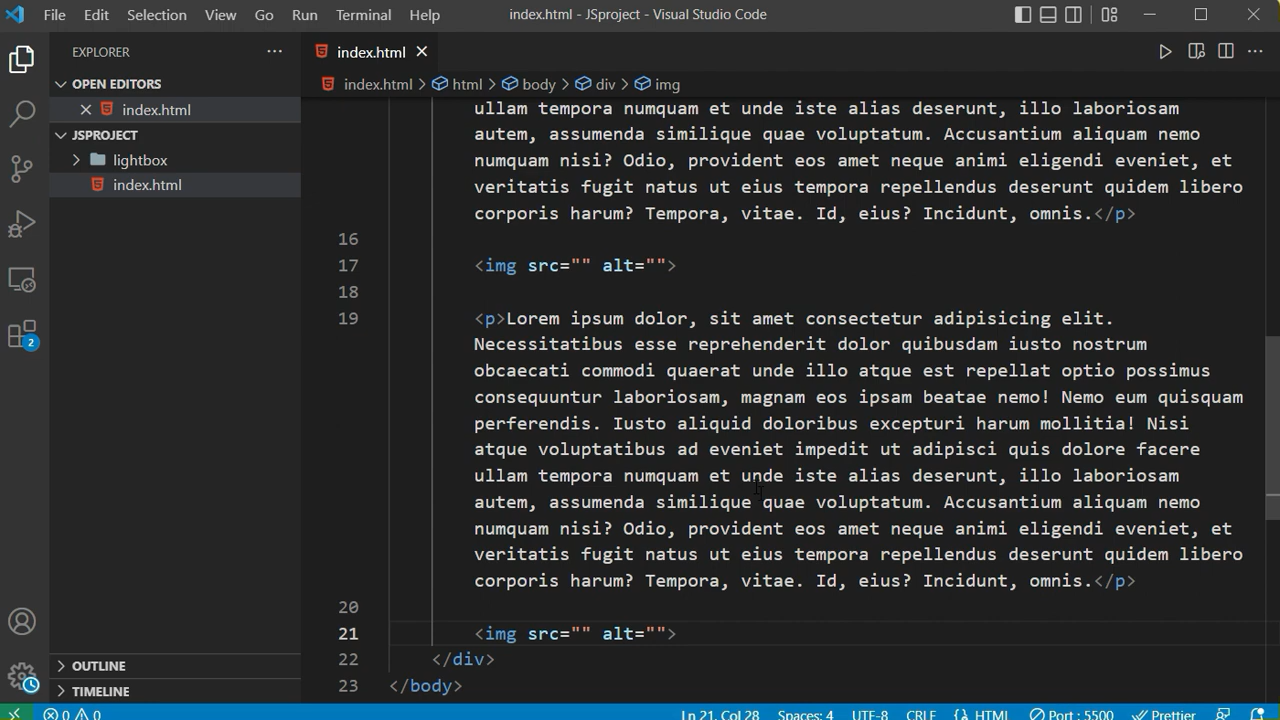 File Edit Selection View Go Run Terminal Help index.html - JSproject - Visual Studio Code
EXPLORER
index.html
OPEN EDITORS
index.html > html > body > div > img
index.html
JSPROJECT
lightbox
index.html
ullam tempora numquam et unde iste alias deserunt, illo laboriosam
autem, assumenda similique quae voluptatum. Accusantium aliquam nemo
numquam nisi? Odio, provident eos amet neque animi eligendi eveniet, et
veritatis fugit natus ut eius tempora repellendus deserunt quidem libero
corporis harum? Tempora, vitae. Id, eius? Incidunt, omnis.</p>
16
17 <img src="" alt="">
18
19 <p>Lorem ipsum dolor, sit amet consectetur adipisicing elit.
Necessitatibus esse reprehenderit dolor quibusdam iusto nostrum
obcaecati commodi quaerat unde illo atque est repellat optio possimus
consequuntur laboriosam, magnam eos ipsam beatae nemo! Nemo eum quisquam
perferendis. Iusto aliquid doloribus excepturi harum mollitia! Nisi
atque voluptatibus ad eveniet impedit ut adipisci quis dolore facere
ullam tempora numquam et unde iste alias deserunt, illo laboriosam
autem, assumenda similique quae voluptatum. Accusantium aliquam nemo
numquam nisi? Odio, provident eos amet neque animi eligendi eveniet, et
veritatis fugit natus ut eius tempora repellendus deserunt quidem libero
corporis harum? Tempora, vitae. Id, eius? Incidunt, omnis.</p>
20
21 <img src="" alt="">
22 </div>
23 </body>
2
OUTLINE
TIMELINE
0 0 Ln 21, Col 28 Spaces: 4 UTF-8 CRLF {} HTML Port : 5500 Prettier